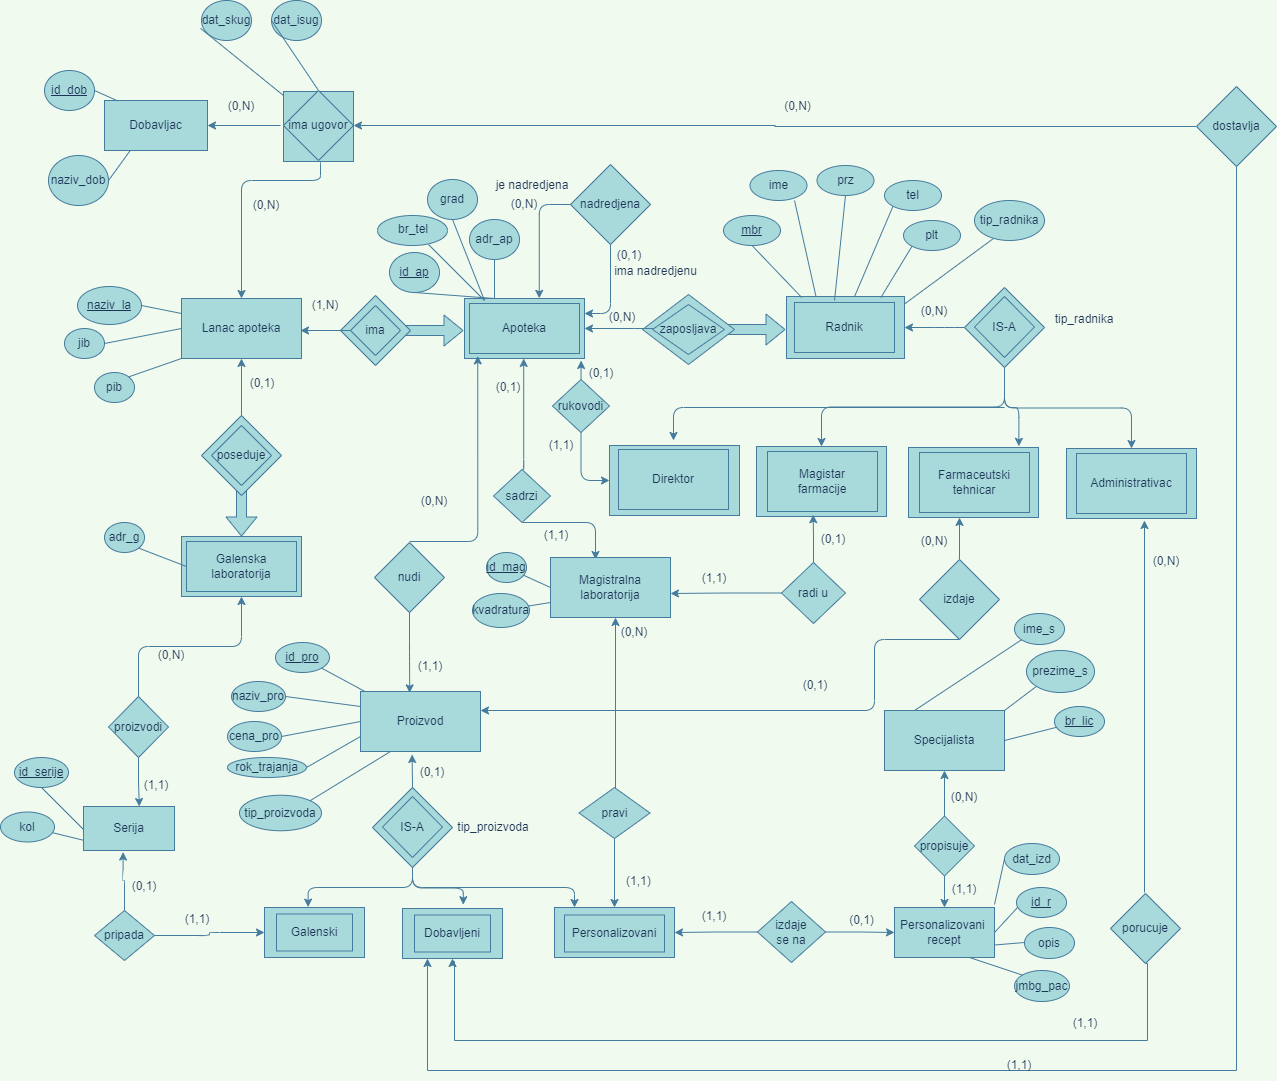 dat_skug
dat_isug
id_dob
(0,N)
(0,N)
Dobavljac
ima ugovor
dostavlja
naziv_dob
je nadredjena
ime
prz
tel
grad
(0,N)
nadredjena
(0,N)
br_tel
adr_ap
mbr
plt
tip_radnika
(0,1)
id_ap
ima nadredjenu
naziv_la
(1,N)
(0,N)
(0,N)
tip_radnika
jib
Lanac apoteka
ima
Apoteka
zaposljava
Radnik
IS-A
pib
(0,1)
(0,1)
(0,1)
rukovodi
(1,1)
poseduje
Direktor
Magistar
farmacije
Farmaceutski
tehnicar
Administrativac
(0,N)
sadrzi
adr_g
(1,1)
(0,1)
(0,N)
Galenska
laboratorija
(0,N)
id_mag
nudi
Magistralna
laboratorija
(1,1)
radi u
izdaje
kvadratura
(0,N)
ime_s
(0,N)
id_pro
(1,1)
prezime_s
naziv_pro
(0,1)
Proizvod
br_lic
proizvodi
cena_pro
Specijalista
rok_trajanja
id_serije
(1,1)
(0,1)
(0,N)
tip_proizvoda
pravi
kol
Serija
IS-A
tip_proizvoda
propisuje
dat_izd
(0,1)
(1,1)
(1,1)
id_r
(1,1)
(1,1)
(0,1)
pripada
Galenski
Dobavljeni
Personalizovani
izdaje
se na
Personalizovani
recept
porucuje
opis
jmbg_pac
(1,1)
(1,1)